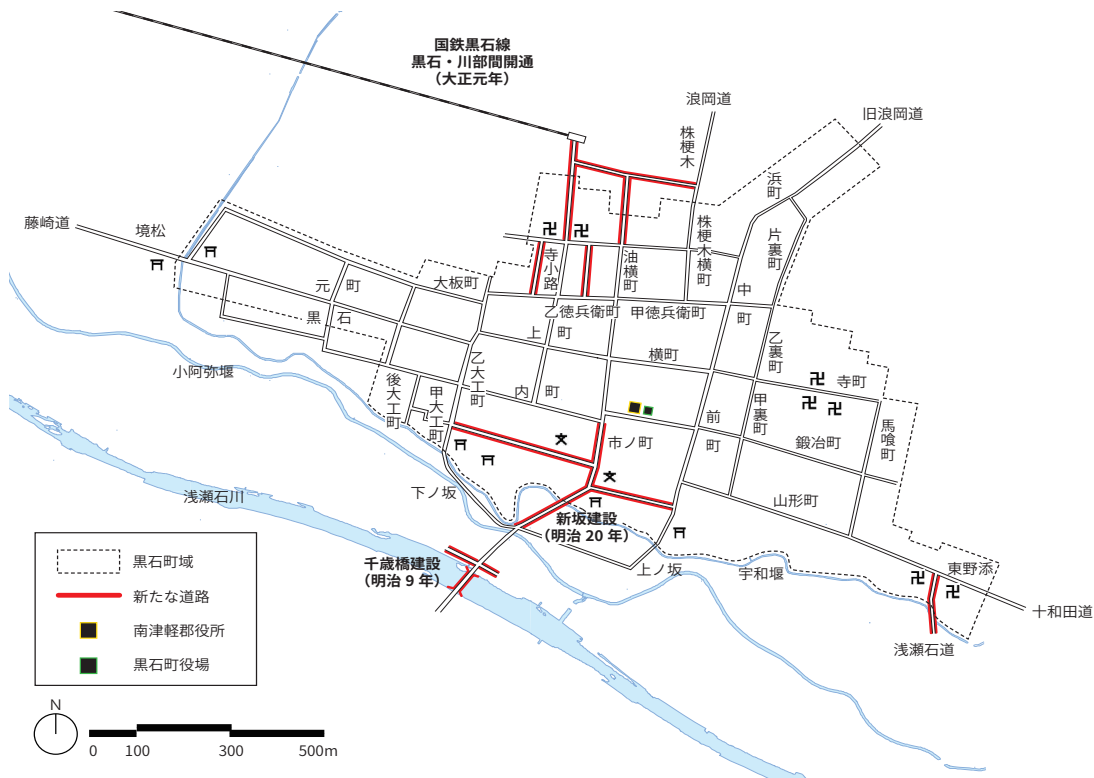 国鉄黒石線
黒石・川部間開通
（大正元年）
浪岡道
旧浪岡道
株梗木
浜町
藤崎道
境松
株梗木横町
片裏町
寺小路
油横町
元町
大板町
中町
乙徳兵衛町
甲徳兵衛町
黒石
上町
横町
乙裏町
小阿弥堰
後大工町
甲大工町
乙大工町
内町
寺町
甲裏町
前町
市ノ町
鍛冶町
馬喰町
浅瀬石川
下ノ坂
山形町
新坂建設
（明治 20 年）
千歳橋建設
（明治 9 年）
上ノ坂
宇和堰
東野添
十和田道
浅瀬石道
黒石町域
新たな道路
南津軽郡役所
黒石町役場
N
0 100 300 500m